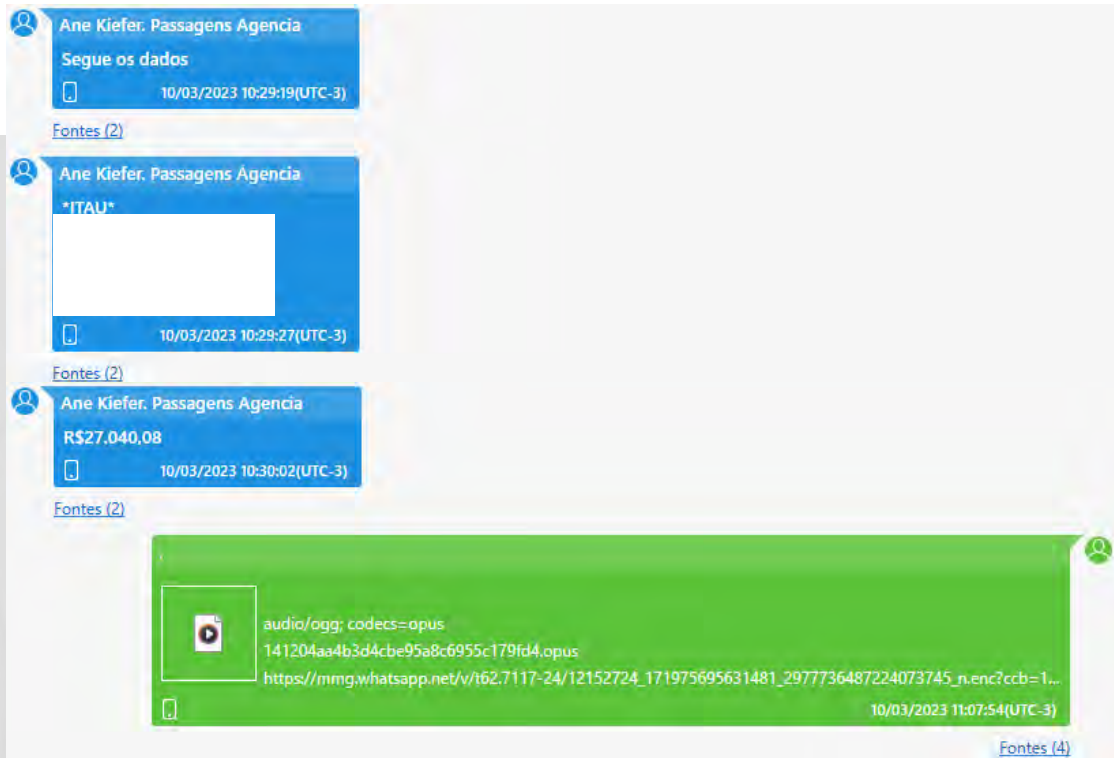 Ane Kiefer. Passagens Agencia
Segue os dados
10/03/2023 10:29:19(UTC-3)
Fontes (2)
Ane Kiefer. Passagens Agencia
*ITAU*
10/03/2023 10:29:27(UTC-3)
Fontes (2)
Ane Kiefer. Passagens Agencia
R$27.040,08
10/03/2023 10:30:02(UTC-3)
Fontes (2)
audio/ogg; codecs=opus
141204aa4b3d4cbe95a8c6955c179fd4.opus
https://mmg.whatsapp.net/v/t62.7117-24/12152724_171975695631481_2977736487224073745_n.enc?ccb=1...
10/03/2023 11:07:54(UTC-3)
Fontes (4)